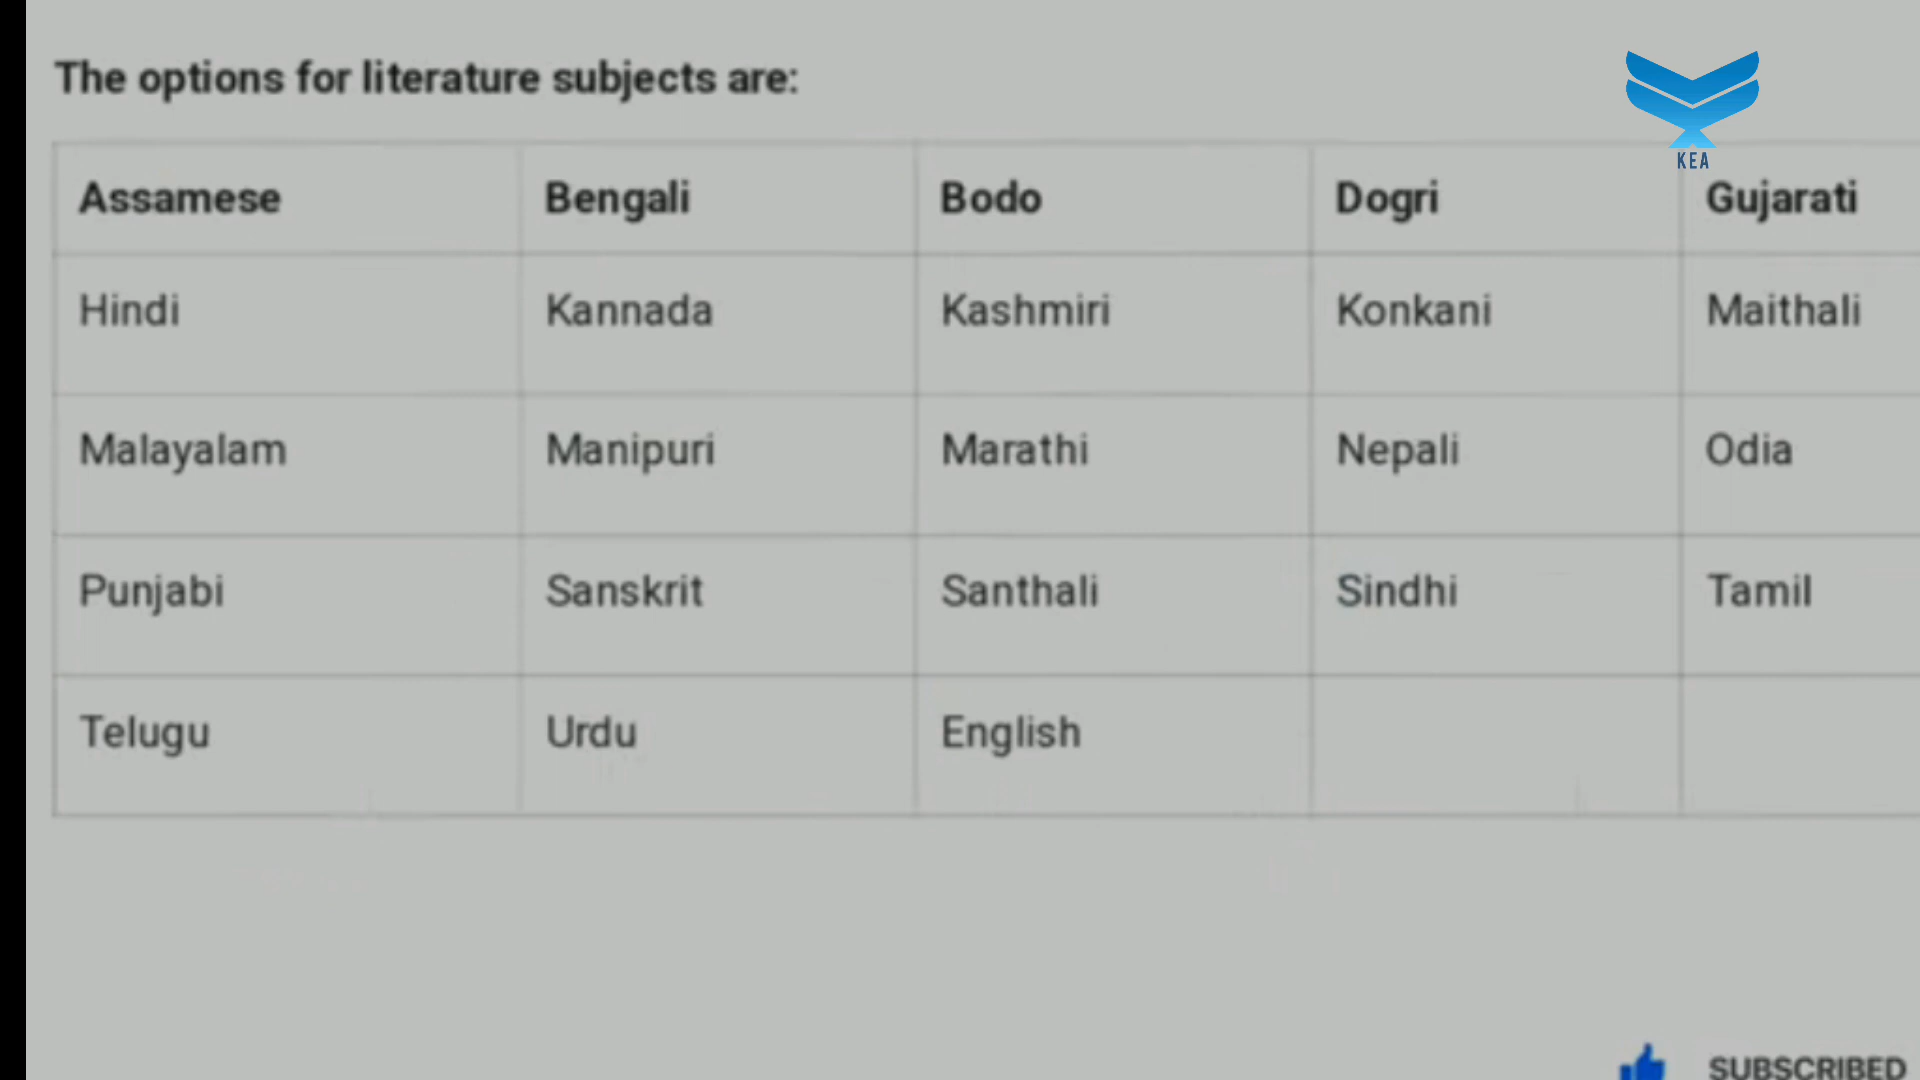 The options for literature subjects are:
KEA
Assamese Bengali Bodo Dogri Gujarati
Hindi Kannada Kashmiri Konkani Maithali
Malayalam Manipuri Marathi Nepali Odia
Punjabi Sanskrit Santhali Sindhi Tamil
Telugu Urdu English
SUBSCRIBED